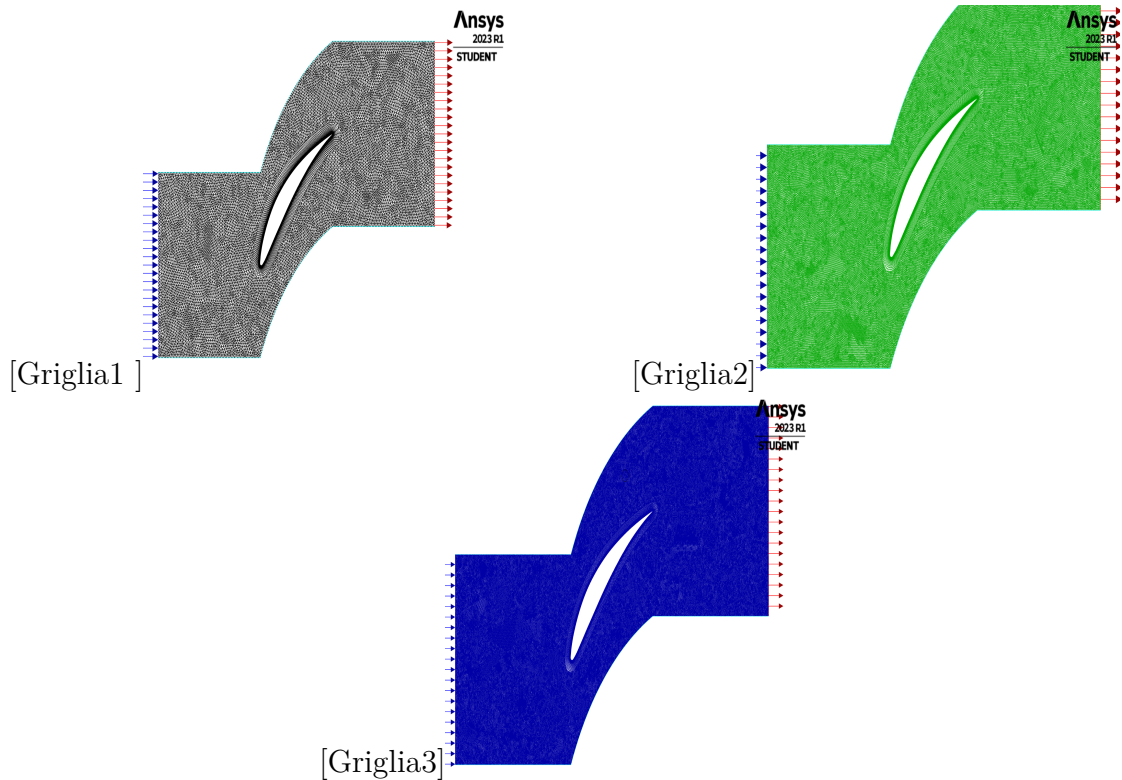 Ansys
2023 R1
STUDENT
Ansys
2023 R1
STUDENT
[Griglia1 ]
[Griglia2]
Ansys
2023 R1
STUDENT
[Griglia3]